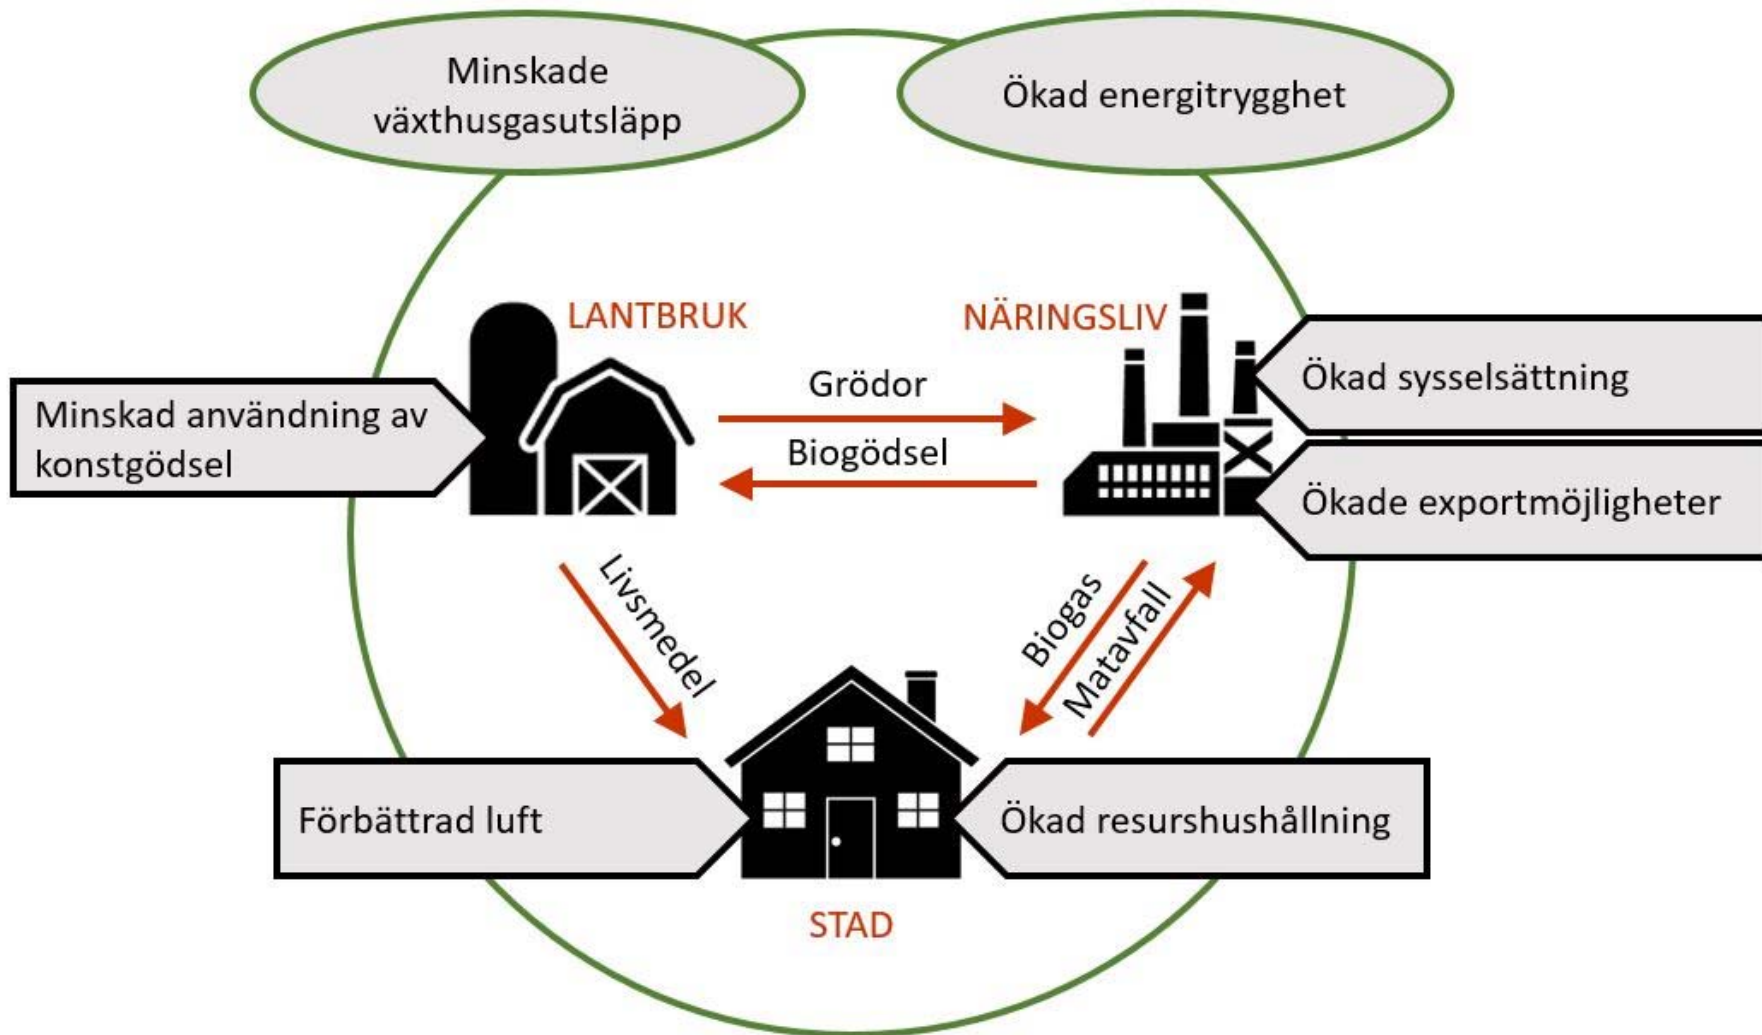 Minskade
växthusgasutsläpp
Ökad energitrygghet
LANTBRUK
NÄRINGSLIV
Minskad användning av
konstgödsel
Grödor
Biogödsel
Ökad sysselsättning
Ökade exportmöjligheter
Livsmedel
Biogas
Matavfall
Förbättrad luft
Ökad resurshushållning
STAD